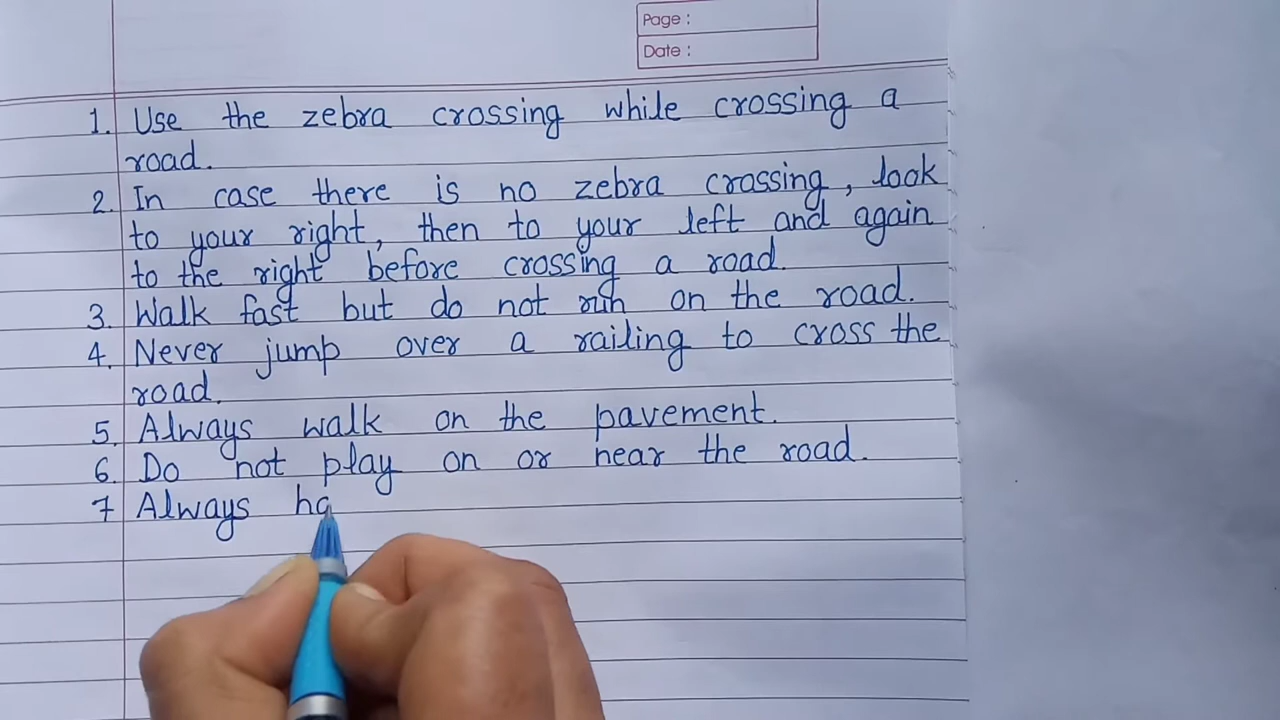 Page :
Date :
1. Use the zebra crossing while crossing a
road.
2. In case there is no zebra crossing, look
to your right, then to your left and again
to the right before crossing a road.
3. Walk fast but do not run on the road.
4. Never jump over a railing to cross the
road.
5. Always walk on the pavement.
6. Do not play on or near the road.
7 Always ha